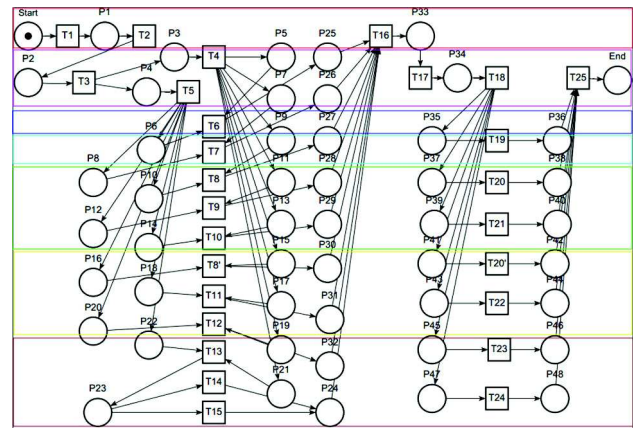 Start
P1
P3
P5
P25
P33
T1
T2
T16
P2
P4
T4
P7
P26
P34
End
T3
T5
T17
T18
T25
P6
T6
P9
P27
P35
P36
P8
T7
T19
P10
T8
P11
P28
P37
P38
T20
P12
T9
P13
P29
P39
P40
P14
T10
T21
P16
P15
P30
P41
P42
P18
T8'
T20'
P17
P43
P44
P20
T11
P31
T22
P22
T12
P19
P45
P46
T13
P32
T23
P23
T14
P21
P24
P47
P48
T15
T24